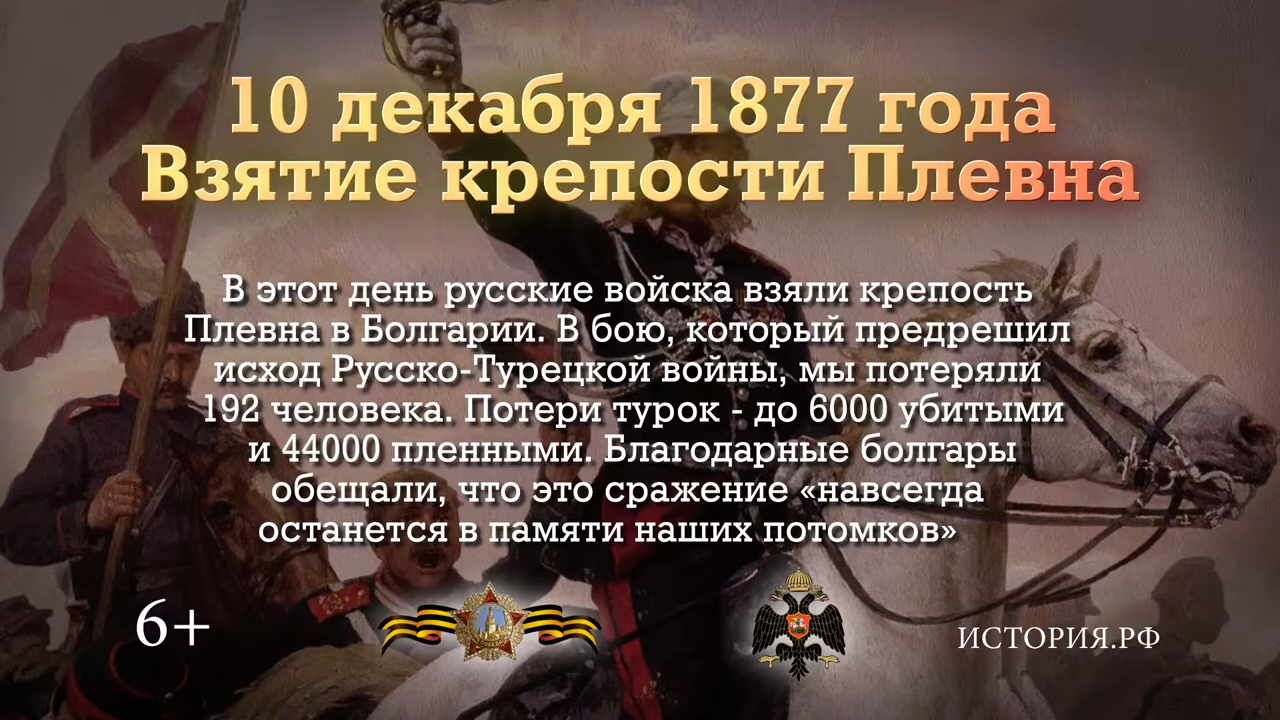 10 декабря 1877 года
Взятие крепости Плевна
В этот день русские войска взяли крепость
Плевна в Болгарии. В бою, который предрешил
исход Русско-Турецкой войны, мы потеряли
192 человека. Потери турок - до 6000 убитыми
и 44000 пленными. Благодарные болгары
обещали, что это сражение «навсегда
останется в памяти наших потомков»
6+
ИСТОРИЯ.РФ